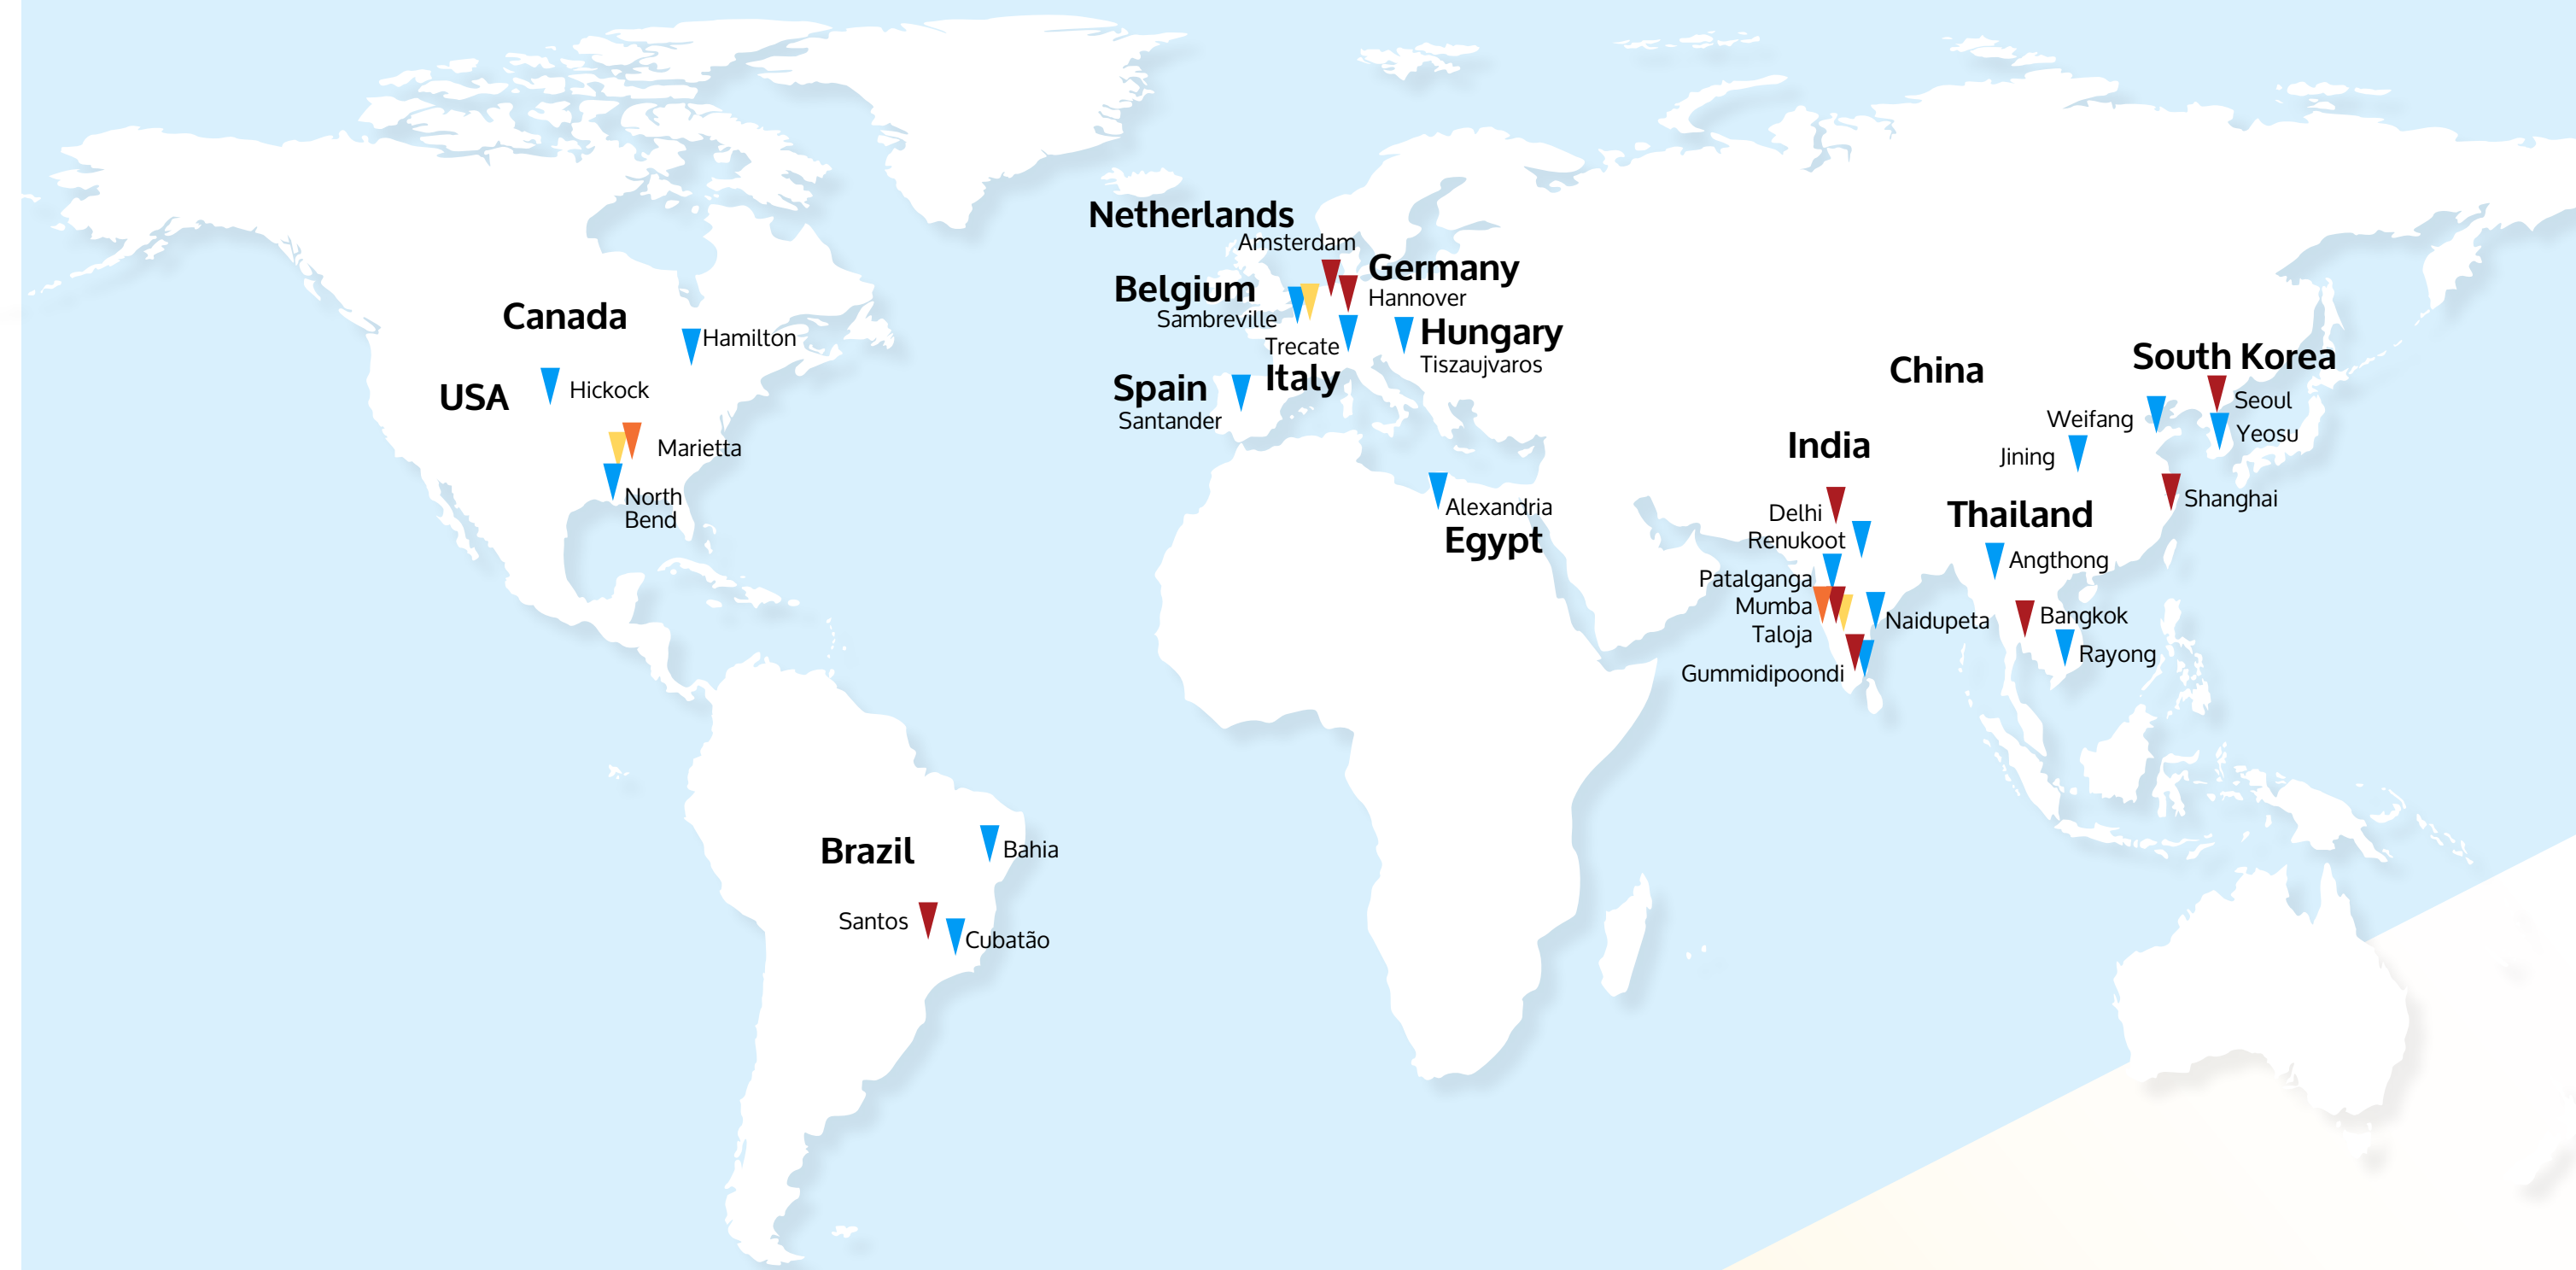 Canada
Hamilton
USA
Hickock
Marietta
North
Bend
Brazil
Bahia
Santos
Cubatão
Netherlands
Amsterdam
Belgium
Sambreville
Germany
Hannover
Trecate
Italy
Hungary
Tiszaujvaros
Spain
Santander
Alexandria
Egypt
India
Delhi
Renukoot
Patalganga
Mumba
Taloja
Naidupeta
Gummidipoondi
China
Weifang
Jining
Shanghai
South Korea
Seoul
Yeosu
Thailand
Angthong
Bangkok
Rayong